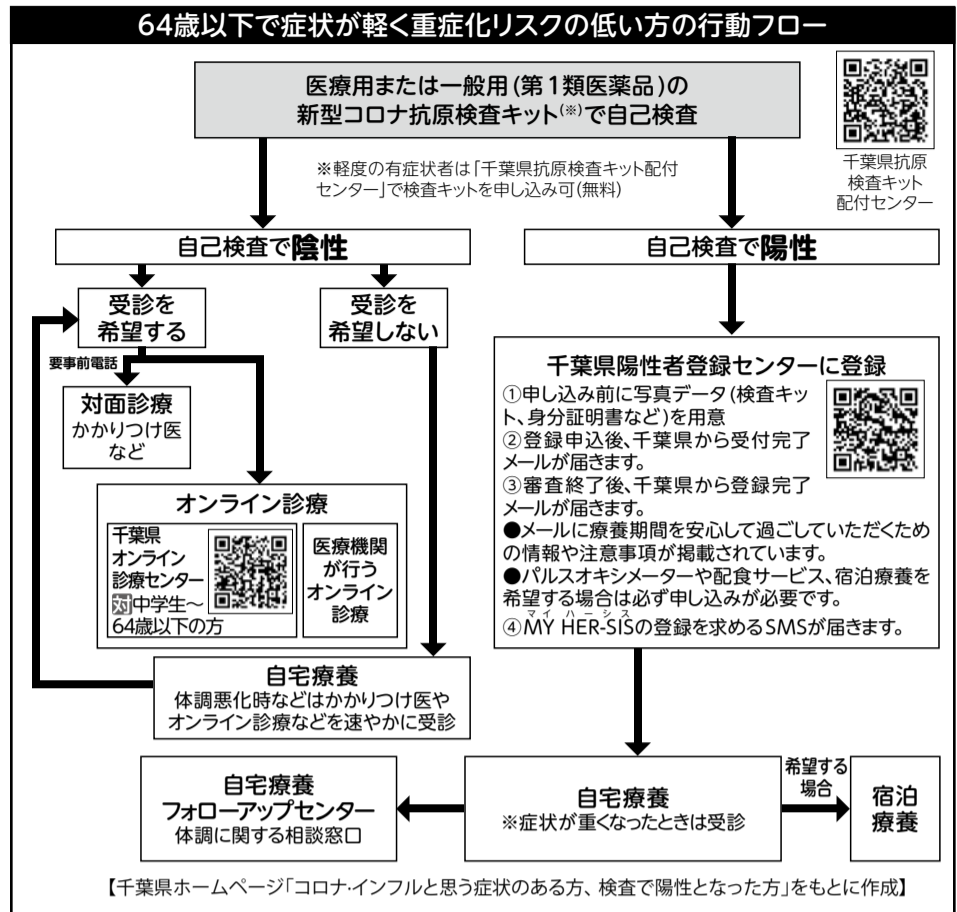 64歳以下で症状が軽く重症化リスクの低い方の行動フロー
医療用または一般用(第1類医薬品)の
新型コロナ抗原検査キット(※)で自己検査
千葉県抗原
検査キット
配付センター
※軽度の有症状者は「千葉県抗原検査キット配付
センター」で検査キットを申し込み可(無料)
自己検査で陰性
自己検査で陽性
受診を
希望する
受診を
希望しない
要事前電話
対面診療
かかりつけ医
など
オンライン診療
千葉県
オンライン
診療センター
対中学生～
64歳以下の方
医療機関
が行う
オンライン
診療
自宅療養
体調悪化時などはかかりつけ医や
オンライン診療などを速やかに受診
千葉県陽性者登録センターに登録
①申し込み前に写真データ(検査キッ
ト、身分証明書など)を用意
②登録申込後、千葉県から受付完了
メールが届きます。
③審査終了後、千葉県から登録完了
メールが届きます。
●メールに療養期間を安心して過ごしていただくため
の情報や注意事項が掲載されています。
●パルスオキシメーターや配食サービス、宿泊療養を
希望する場合は必ず申し込みが必要です。
マイ ハーシス
④MY HER-SISの登録を求めるSMSが届きます。
自宅療養
フォローアップセンター
体調に関する相談窓口
自宅療養
※症状が重くなったときは受診
希望する
場合
宿泊
療養
【千葉県ホームページ「コロナ・インフルと思う症状のある方、検査で陽性となった方」をもとに作成】